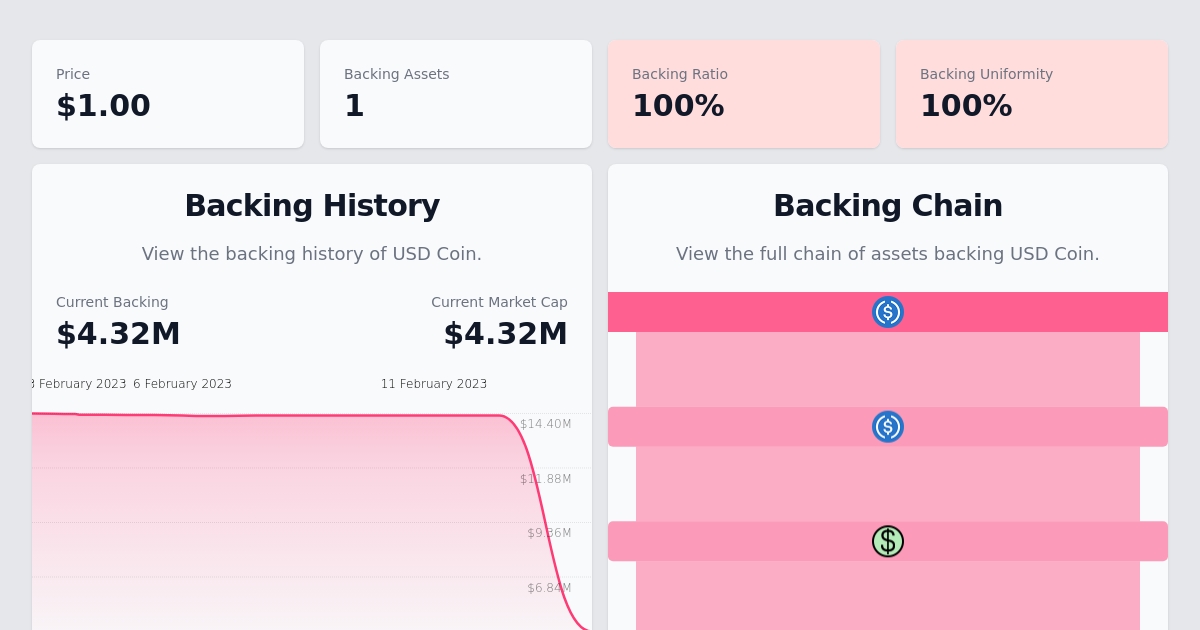 Price
$1.00
Backing Assets
1
Backing Ratio
100%
Backing Uniformity
100%
Backing History
View the backing history of USD Coin.
Current Backing
$4.32M
Current Market Cap
$4.32M
3 February 2023 6 February 2023 11 February 2023
$14.40M
$11.88M
$9.36M
$6.84M
Backing Chain
View the full chain of assets backing USD Coin.
$
$
$